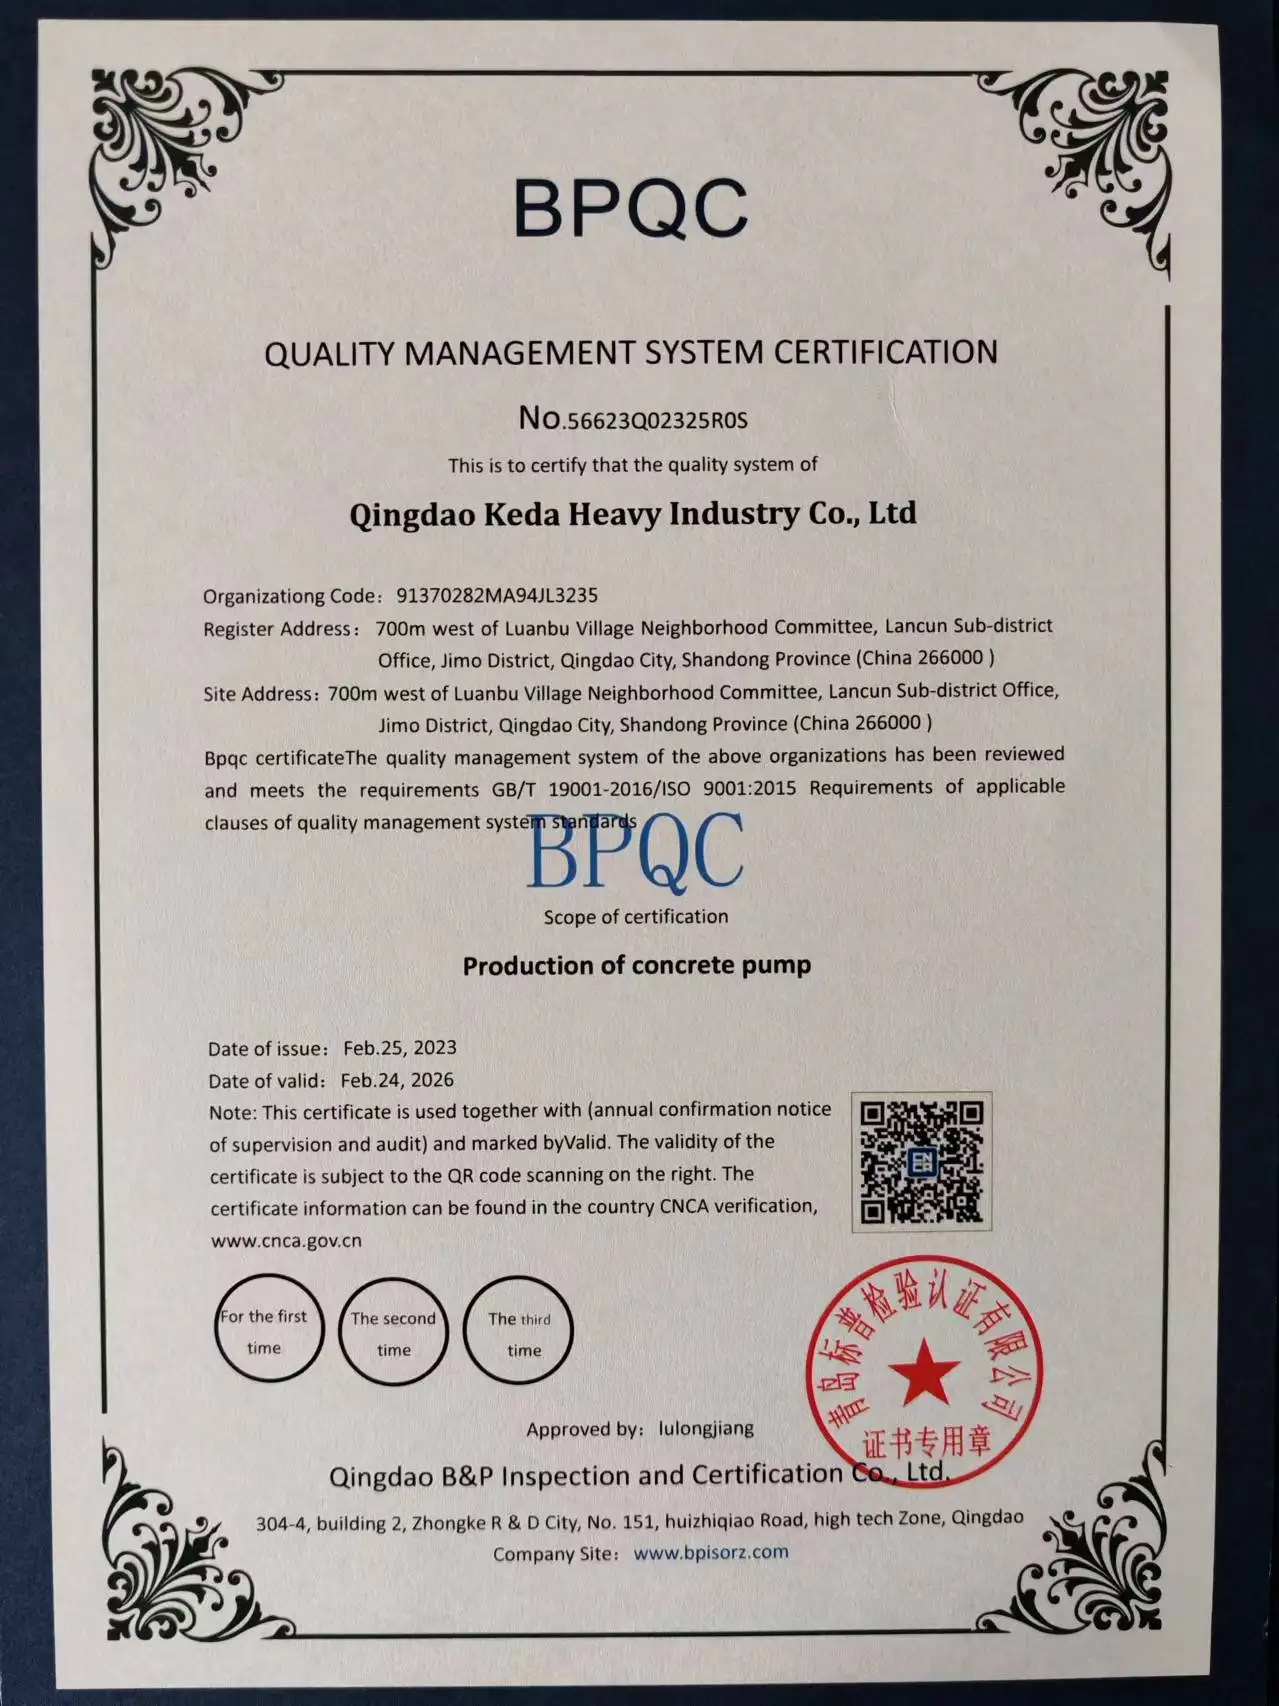 BPQC
QUALITY MANAGEMENT SYSTEM CERTIFICATION
No.56623Q02325R0S
This is to certify that the quality system of
Qingdao Keda Heavy Industry Co., Ltd
Organizationg Code：91370282MA94JL3235
Register Address：700m west of Luanbu Village Neighborhood Committee, Lancun Sub-district
Office, Jimo District, Qingdao City, Shandong Province (China 266000 )
Site Address：700m west of Luanbu Village Neighborhood Committee, Lancun Sub-district Office,
Jimo District, Qingdao City, Shandong Province (China 266000 )
Bpqc certificateThe quality management system of the above organizations has been reviewed
and meets the requirements GB/T 19001-2016/ISO 9001:2015 Requirements of applicable
clauses of quality management system standards
BPQC
Scope of certification
Production of concrete pump
Date of issue：Feb.25, 2023
Date of valid：Feb.24, 2026
Note: This certificate is used together with (annual confirmation notice
of supervision and audit) and marked byValid. The validity of the
certificate is subject to the QR code scanning on the right. The
certificate information can be found in the country CNCA verification,
www.cnca.gov.cn
For the first
time
The second
time
The third
time
青岛标普检验认证有限公司
证书专用章
Approved by：lulongjiang
Qingdao B&P Inspection and Certification Co., Ltd.
304-4, building 2, Zhongke R & D City, No. 151, huizhiqiao Road, high tech Zone, Qingdao
Company Site：www.bpisorz.com